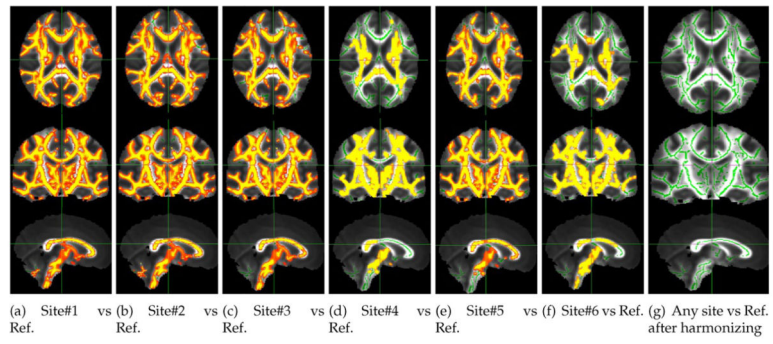 (a) Site#1 vs Ref.
(b) Site#2 vs Ref.
(c) Site#3 vs Ref.
(d) Site#4 vs Ref.
(e) Site#5 vs Ref.
(f) Site#6 vs Ref.
(g) Any site vs Ref.
after harmonizing